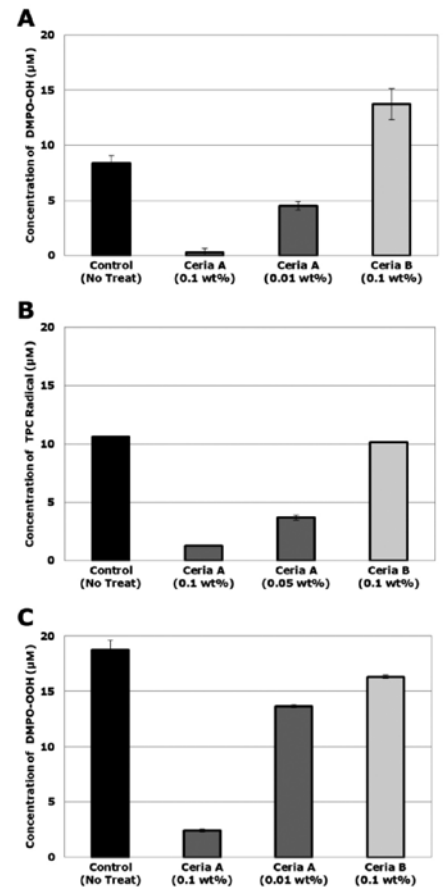 A
Concentration of DMPO-OH (µM)
20
15
10
5
0
Control Ceria A Ceria A Ceria B
(No Treat) (0.1 wt%) (0.01 wt%) (0.1 wt%)
B
Concentration of TPC Radical (µM)
20
15
10
5
0
Control Ceria A Ceria A Ceria B
(No Treat) (0.1 wt%) (0.05 wt%) (0.1 wt%)
C
Concentration of DMPO-OOH (µM)
20
15
10
5
0
Control Ceria A Ceria A Ceria B
(No Treat) (0.1 wt%) (0.01 wt%) (0.1 wt%)